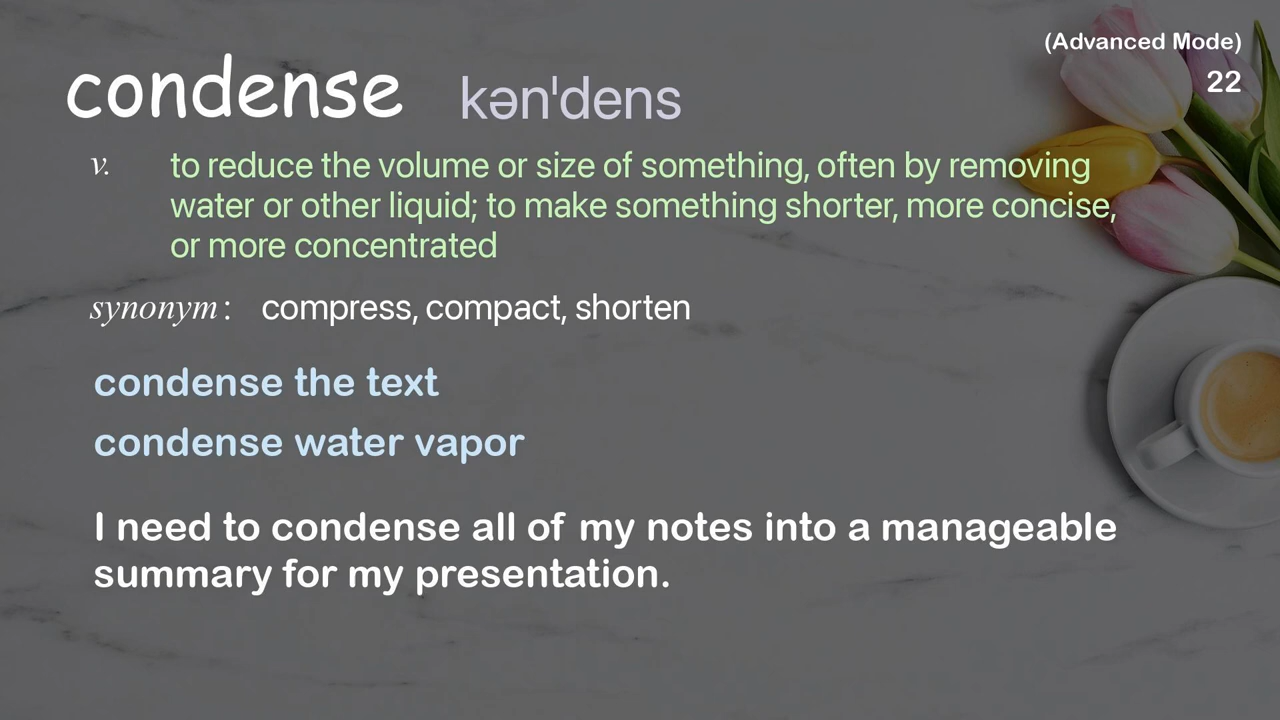 (Advanced Mode)
22
condense kən'dens
v. to reduce the volume or size of something, often by removing
water or other liquid; to make something shorter, more concise,
or more concentrated
synonym: compress, compact, shorten
condense the text
condense water vapor
I need to condense all of my notes into a manageable
summary for my presentation.